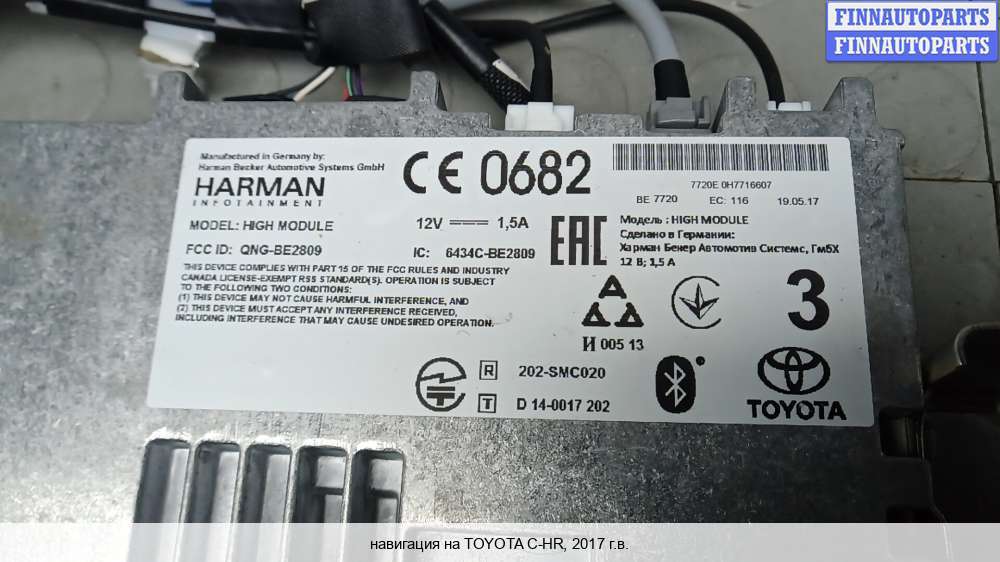 FINNAUTOPARTS
FINNAUTOPARTS
Manufactured in Germany by:
Harman Becker Automotive Systems GmbH
HARMAN
INFOTAINMENT
CE 0682
7720E 0H7716607
BE 7720 EC: 116 19.05.17
MODEL: HIGH MODULE
12V 1,5A
FCC ID: QNG-BE2809
IC: 6434C-BE2809
EAC
Модель : HIGH MODULE
Сделано в Германии:
Харман Бекер Автомотив Системс, ГмбХ
12 В; 1,5 А
THIS DEVICE COMPLIES WITH PART 15 OF THE FCC RULES AND INDUSTRY
CANADA LICENSE-EXEMPT RSS STANDARD(S). OPERATION IS SUBJECT
TO THE FOLLOWING TWO CONDITIONS:
(1) THIS DEVICE MAY NOT CAUSE HARMFUL INTERFERENCE, AND
(2) THIS DEVICE MUST ACCEPT ANY INTERFERENCE RECEIVED,
INCLUDING INTERFERENCE THAT MAY CAUSE UNDESIRED OPERATION.
И 005 13
3
R 202-SMC020
T D 14-0017 202
TOYOTA
навигация на TOYOTA C-HR, 2017 г.в.